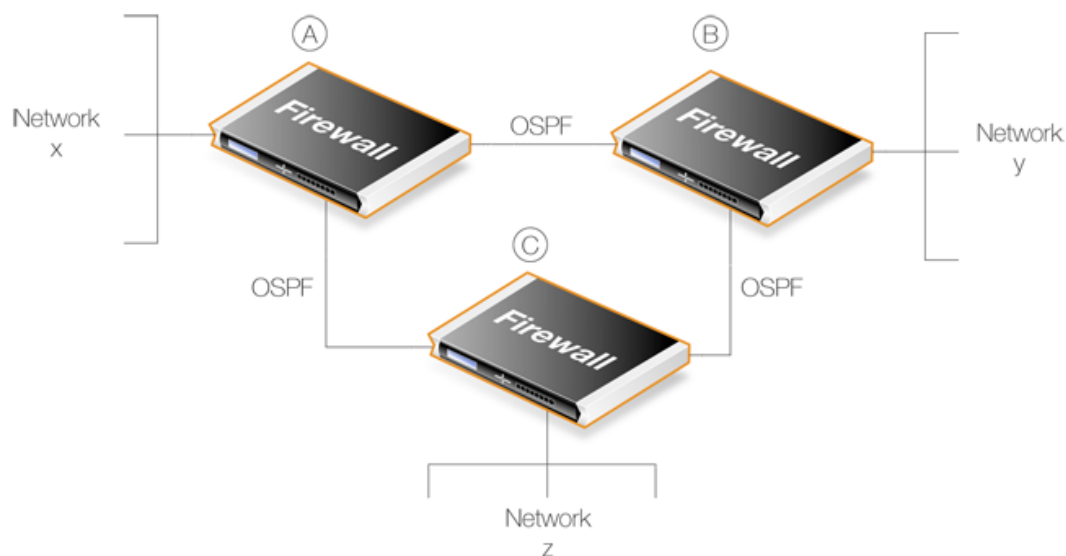 A
B
Network
x
Firewall
OSPF
Firewall
Network
y
C
OSPF
OSPF
Firewall
Network
z